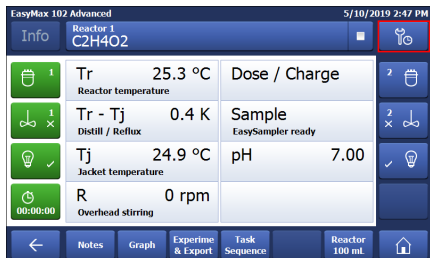 EasyMax 102 Advanced 5/10/2019 2:47 PM
Info
Reactor 1
C2H4O2
1
Tr 25.3 °C
Reactor temperature
Dose / Charge
2
1
Tr - Tj 0.4 K
Distill / Reflux
Sample
EasySampler ready
2
Tj 24.9 °C
Jacket temperature
pH 7.00
00:00:00
R 0 rpm
Overhead stirring
Notes
Graph
Experime
& Export
Task
Sequence
Reactor
100 mL